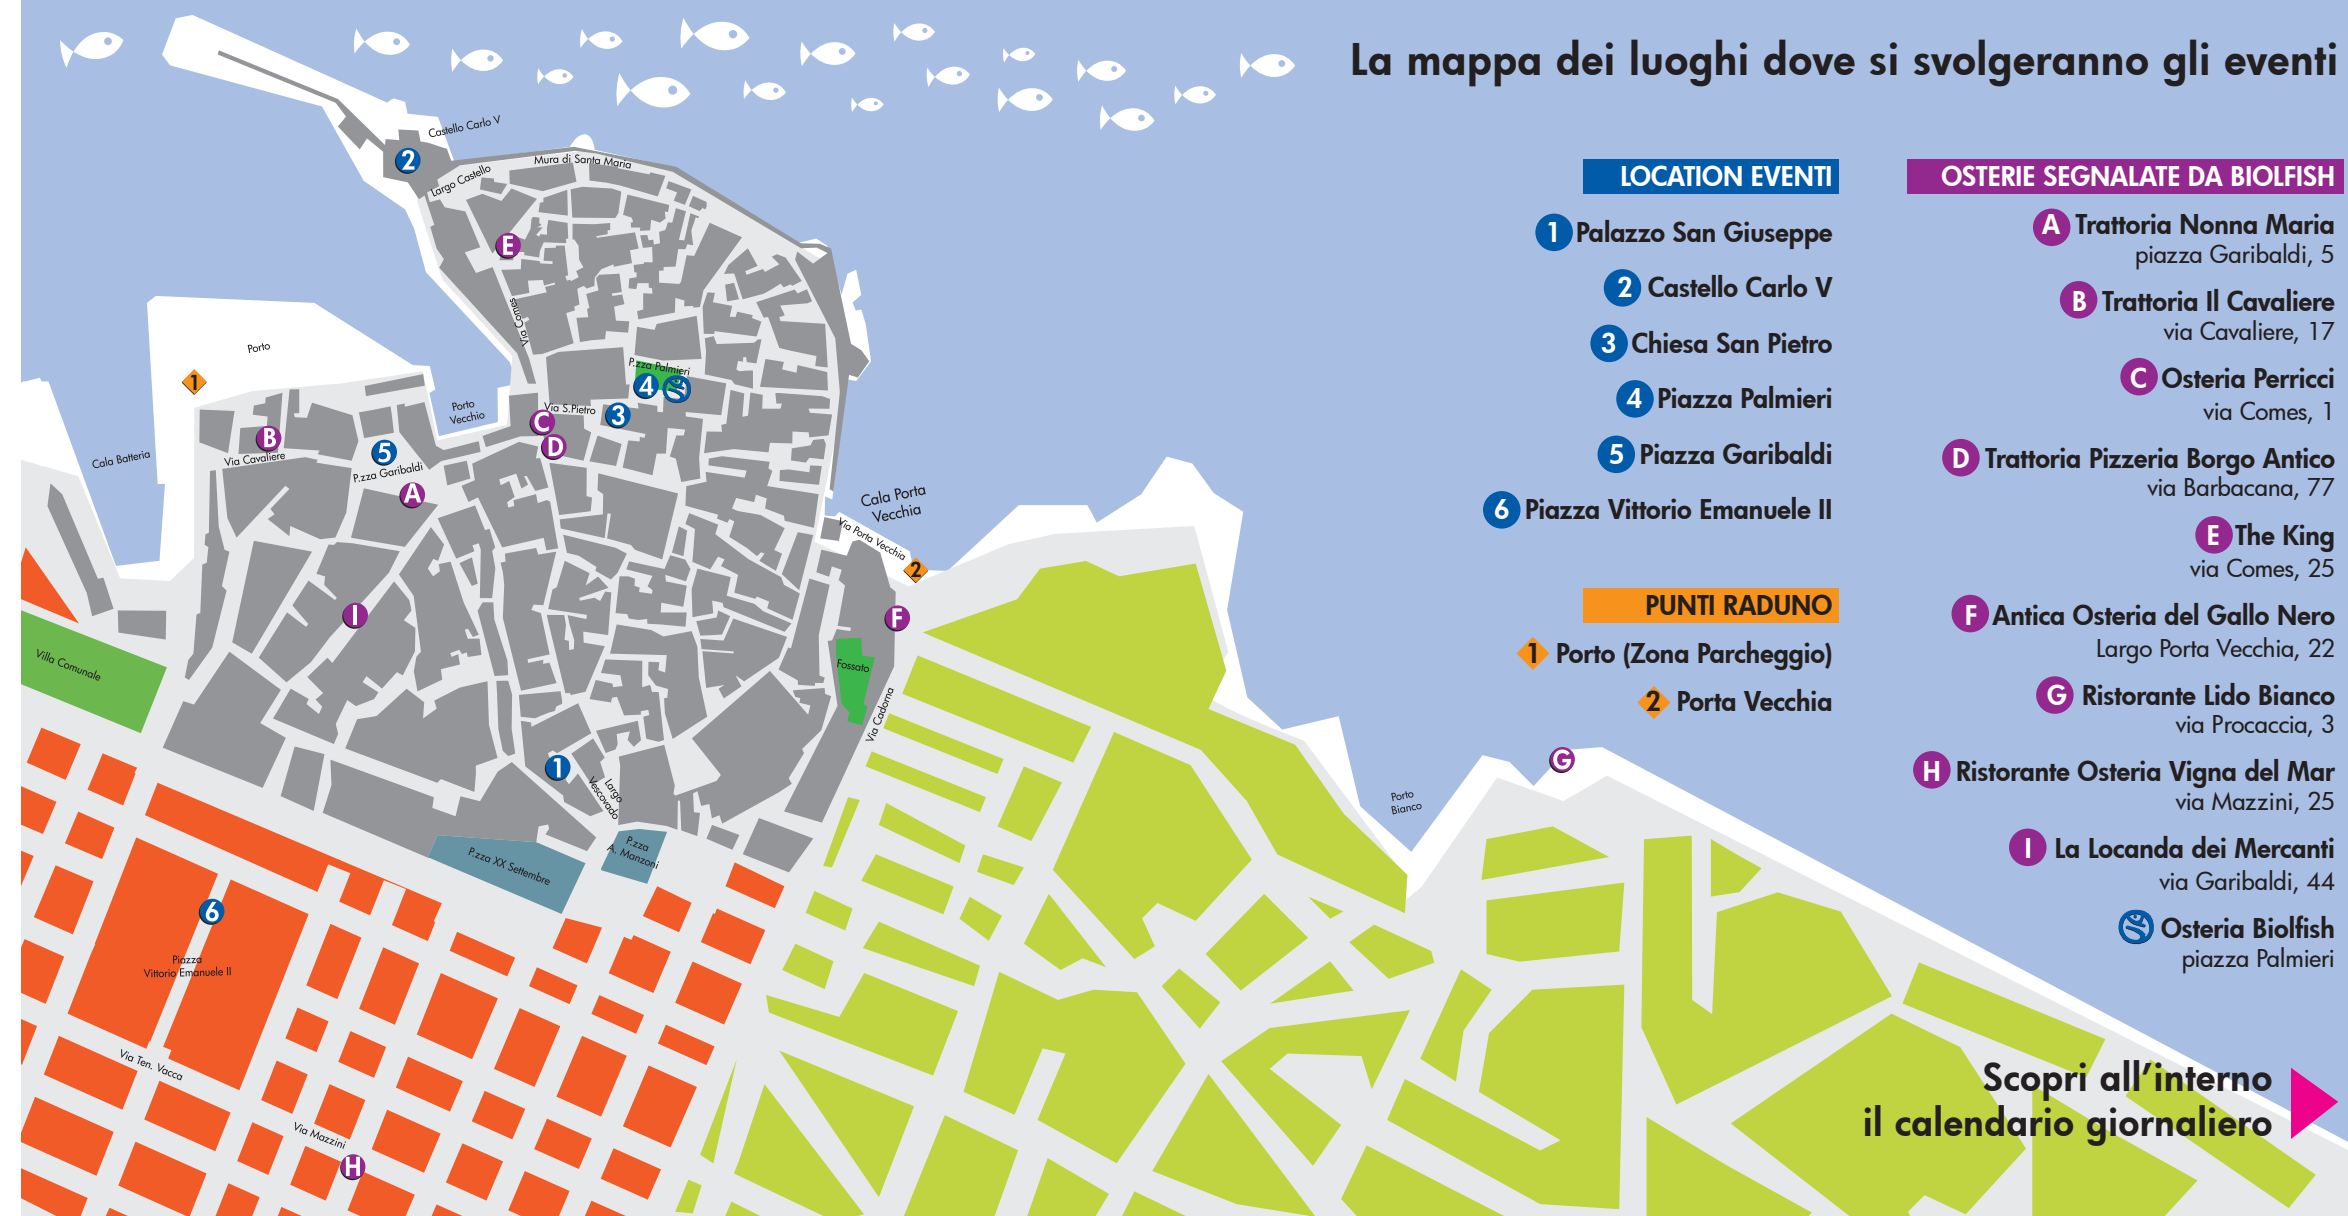 La mappa dei luoghi dove si svolgeranno gli eventi
LOCATION EVENTI
1 Palazzo San Giuseppe
2 Castello Carlo V
3 Chiesa San Pietro
4 Piazza Palmieri
5 Piazza Garibaldi
6 Piazza Vittorio Emanuele II
PUNTI RADUNO
1 Porto (Zona Parcheggio)
2 Porta Vecchia
OSTERIE SEGNALATE DA BIOLFISH
A Trattoria Nonna Maria
piazza Garibaldi, 5
B Trattoria Il Cavaliere
via Cavaliere, 17
C Osteria Perricci
via Comes, 1
D Trattoria Pizzeria Borgo Antico
via Barbacana, 77
E The King
via Comes, 25
F Antica Osteria del Gallo Nero
Largo Porta Vecchia, 22
G Ristorante Lido Bianco
via Procaccia, 3
H Ristorante Osteria Vigna del Mar
via Mazzini, 25
I La Locanda dei Mercanti
via Garibaldi, 44
Osteria Biolfish
piazza Palmieri
Scopri all'interno
il calendario giornaliero
Castello Carlo V
2
Mura di Santa Maria
Largo Castello
E
Via Comes
Porto
1
P.zza Palmieri
4
Porto
Vecchio
Via S.Pietro
3
C
D
B
Via Cavaliere
5
P.zza Garibaldi
A
Cala Batteria
Cala Porta
Vecchia
Via Porta Vecchia
2
F
I
Villa Comunale
Fossato
Via Cadorna
1
Largo
Vescovado
G
Porto
Bianco
P.zza XX Settembre
P.zza
A. Manzoni
6
Piazza
Vittorio Emanuele II
Via Ten. Vacca
Via Mazzini
H